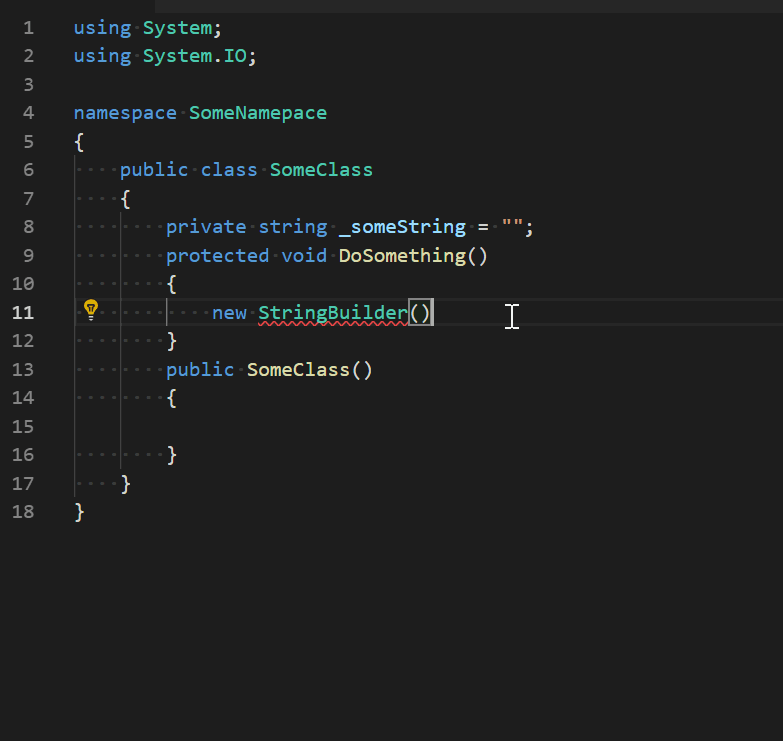 1 using System;
2 using System.IO;
3
4 namespace SomeNamepace
5 {
6     public class SomeClass
7     {
8         private string _someString = "";
9         protected void DoSomething()
10         {
11             new StringBuilder()
12         }
13         public SomeClass()
14         {
15
16         }
17     }
18 }